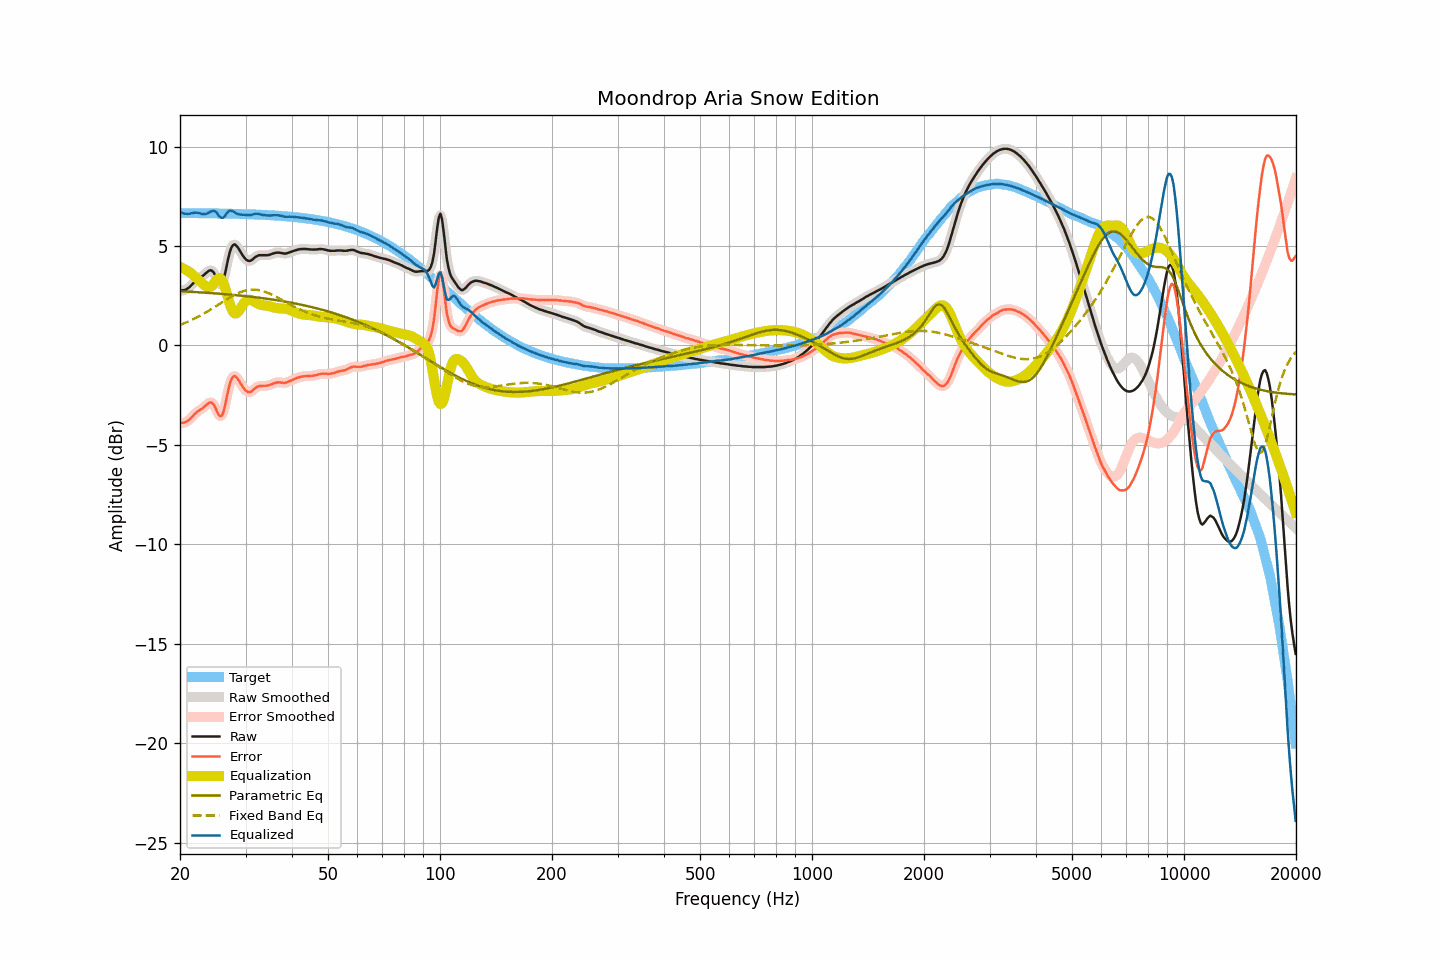 Moondrop Aria Snow Edition
Amplitude (dBr)
10
5
0
−5
−10
−15
−20
−25
Target
Raw Smoothed
Error Smoothed
Raw
Error
Equalization
Parametric Eq
Fixed Band Eq
Equalized
20 50 100 200 500 1000 2000 5000 10000 20000
Frequency (Hz)